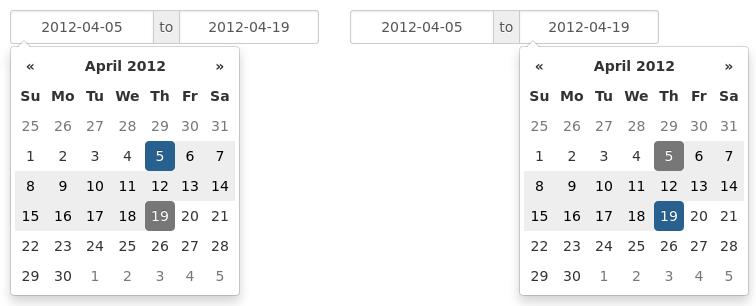 2012-04-05 to 2012-04-19
« April 2012 »
Su Mo Tu We Th Fr Sa
25 26 27 28 29 30 31
1 2 3 4 5 6 7
8 9 10 11 12 13 14
15 16 17 18 19 20 21
22 23 24 25 26 27 28
29 30 1 2 3 4 5
2012-04-05 to 2012-04-19
« April 2012 »
Su Mo Tu We Th Fr Sa
25 26 27 28 29 30 31
1 2 3 4 5 6 7
8 9 10 11 12 13 14
15 16 17 18 19 20 21
22 23 24 25 26 27 28
29 30 1 2 3 4 5